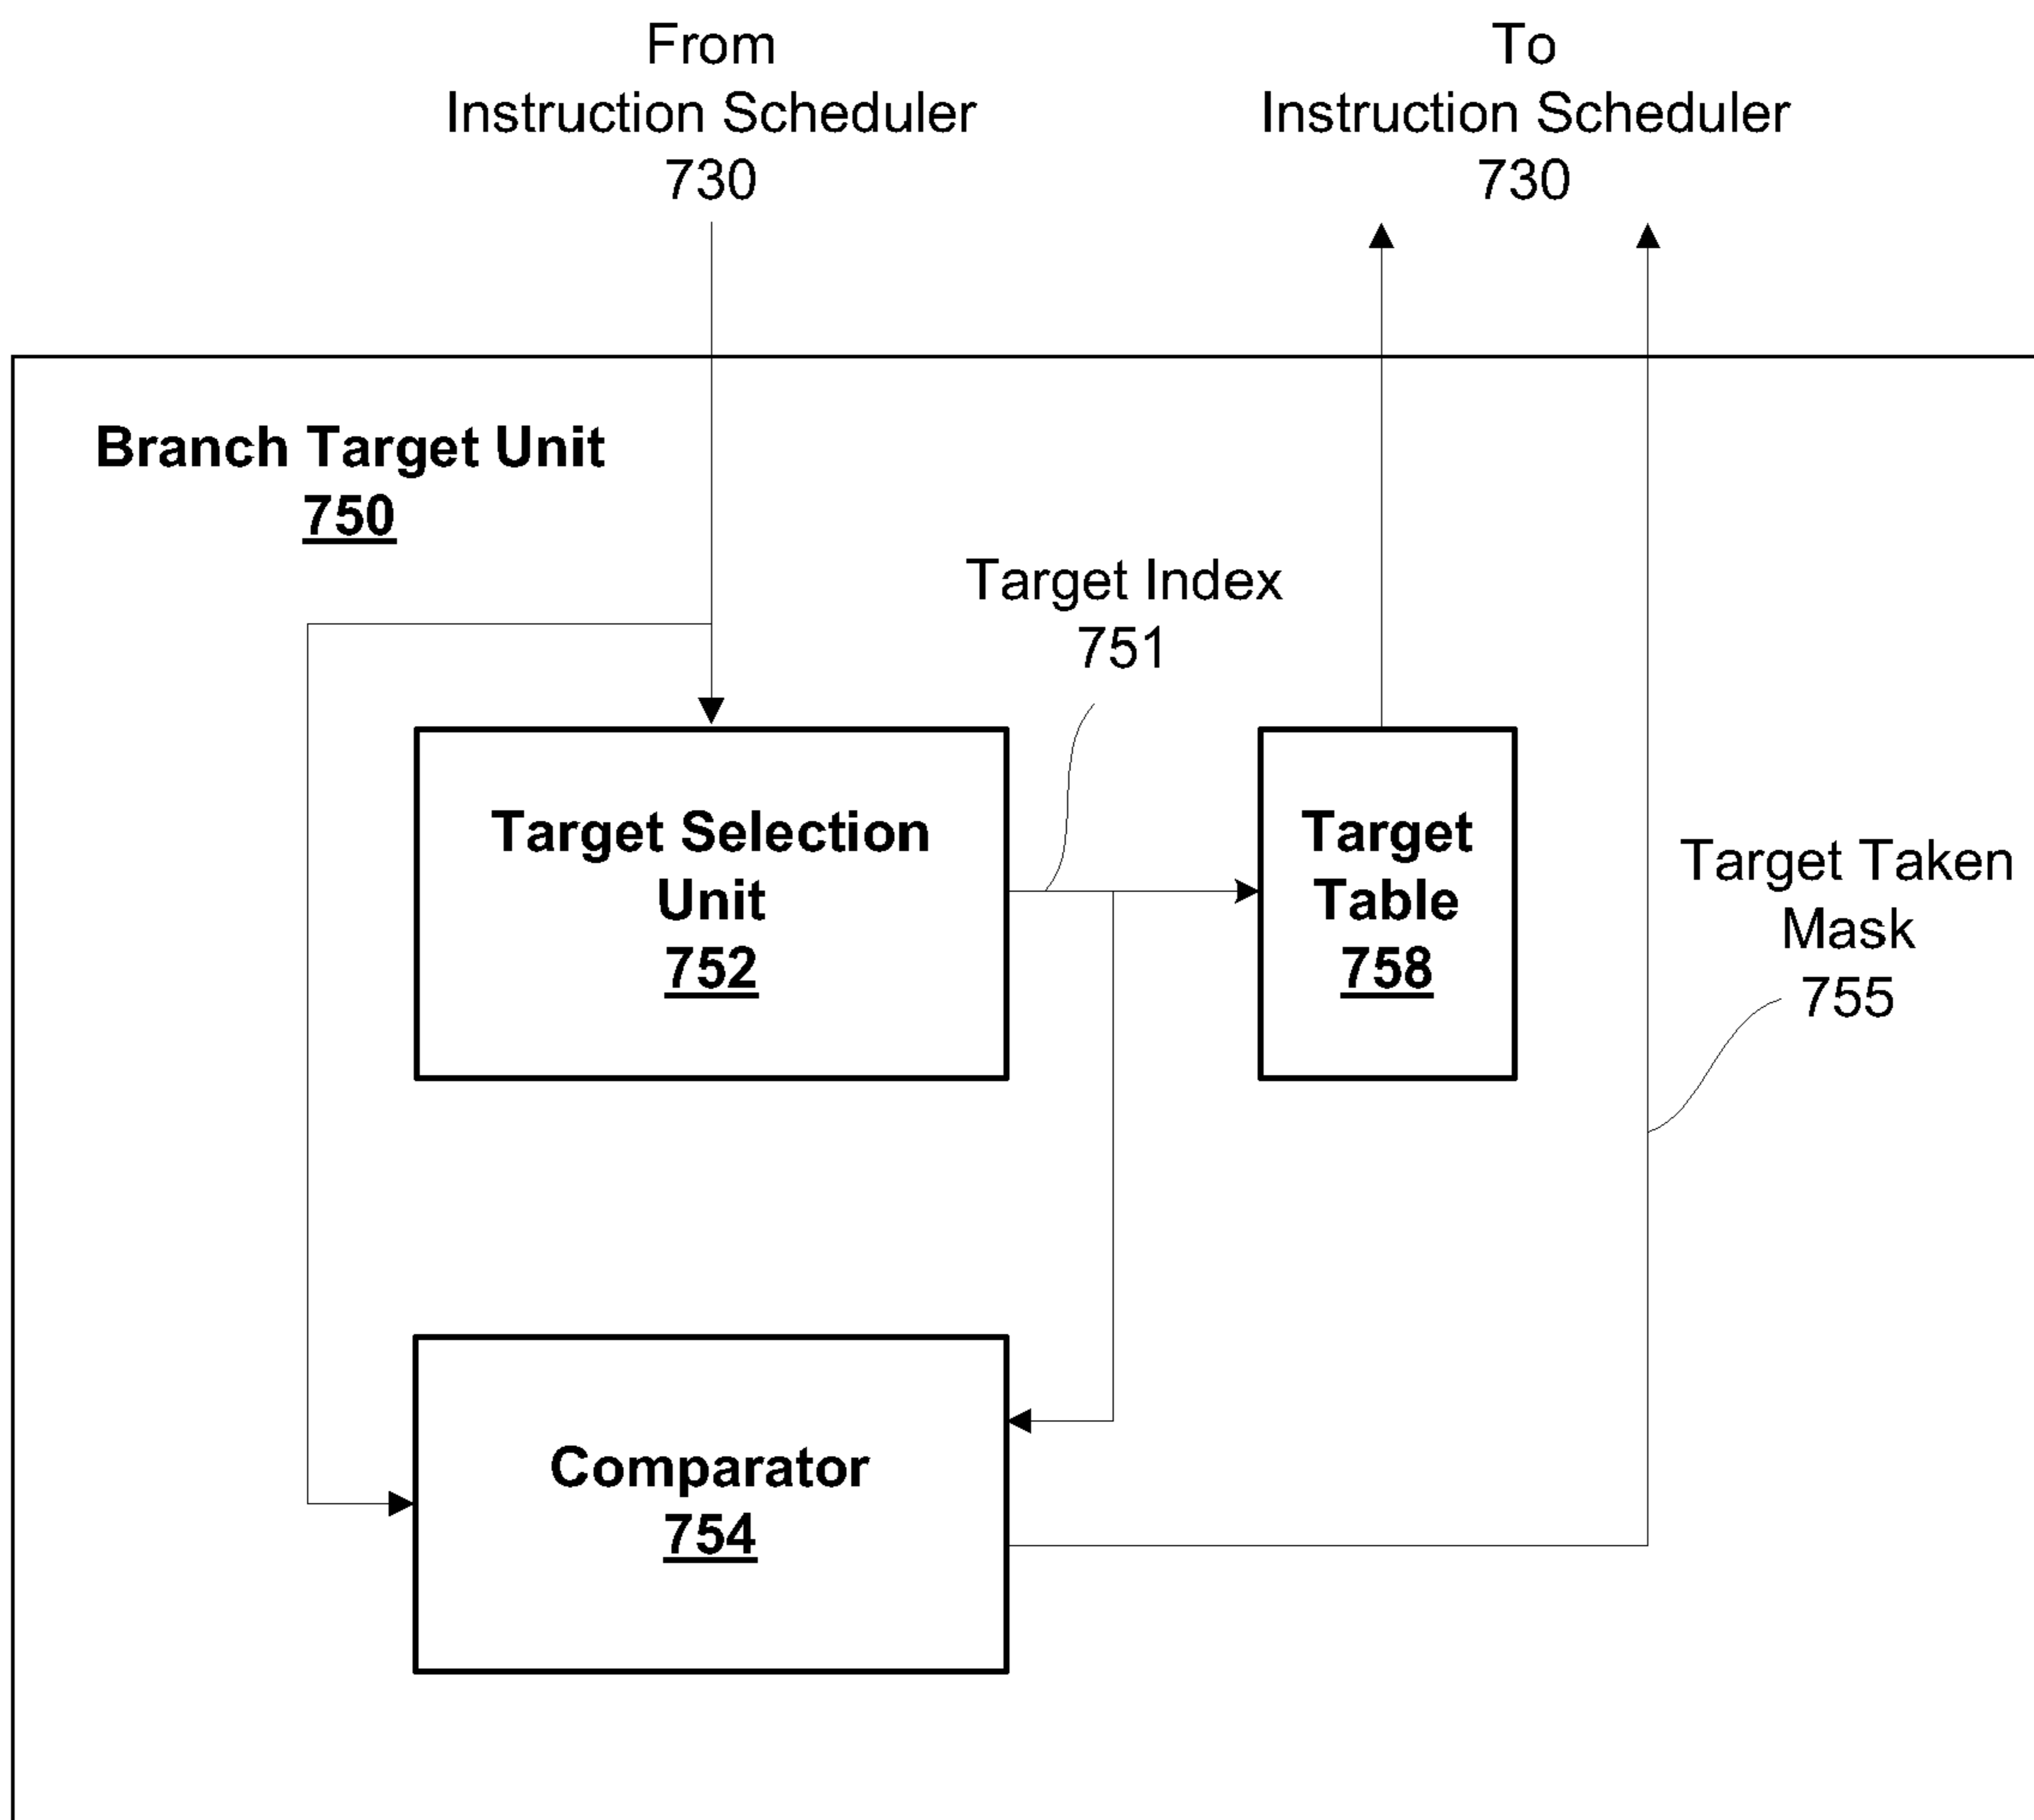 From
Instruction Scheduler
730
To
Instruction Scheduler
730
Branch Target Unit
750
Target Index
751
Target Selection
Unit
752
Target
Table
758
Target Taken
Mask
755
Comparator
754